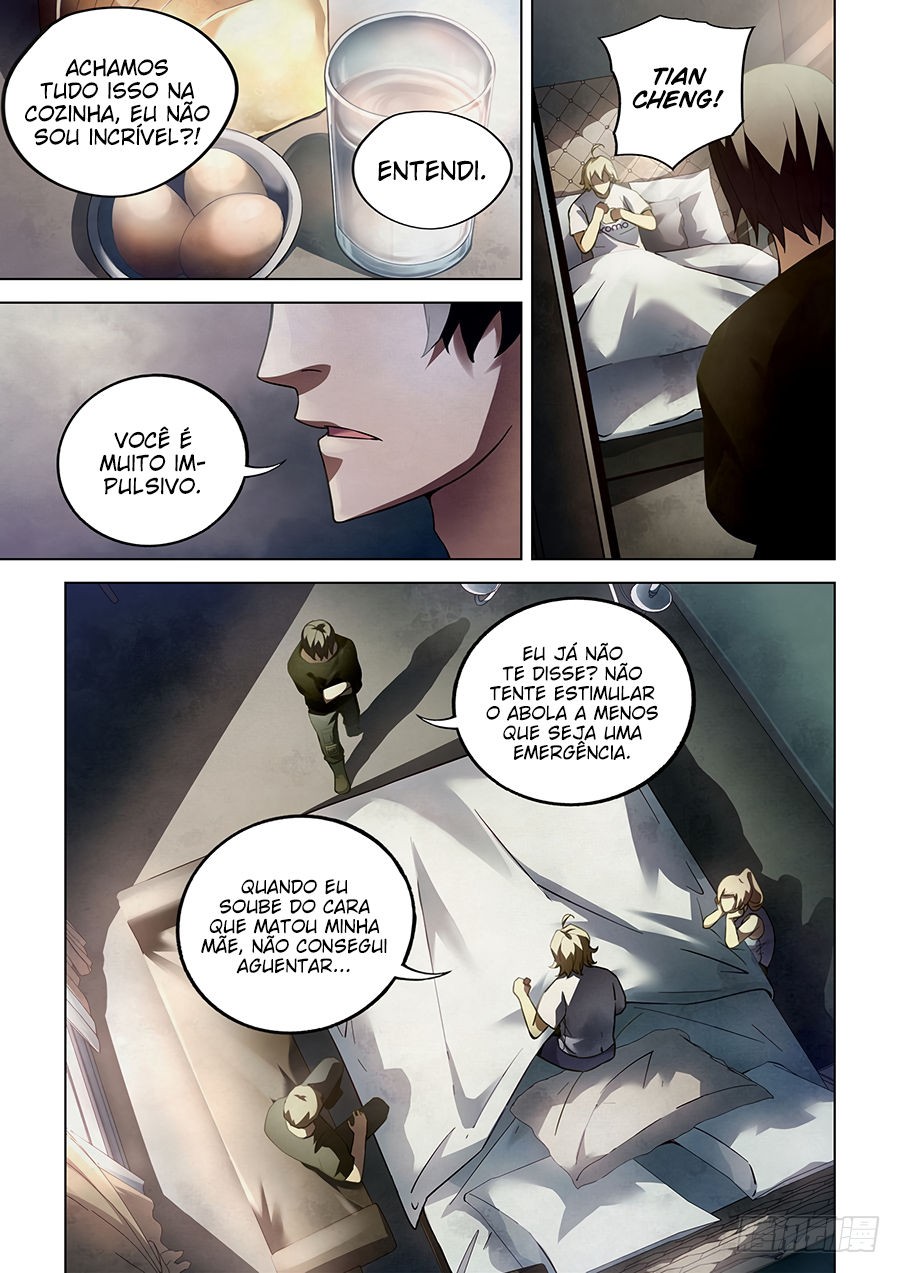 ACHAMOS
TUDO ISSO NA
COZINHA, EU NÃO
SOU INCRÍVEL?!
ENTENDI.
TIAN
CHENG!
VOCÊ É
MUITO IM-
PULSIVO.
EU JÁ NÃO
TE DISSE? NÃO
TENTE ESTIMULAR
O ABOLA A MENOS
QUE SEJA UMA
EMERGÊNCIA.
QUANDO EU
SOUBE DO CARA
QUE MATOU MINHA
MÃE, NÃO CONSEGUI
AGUENTAR...